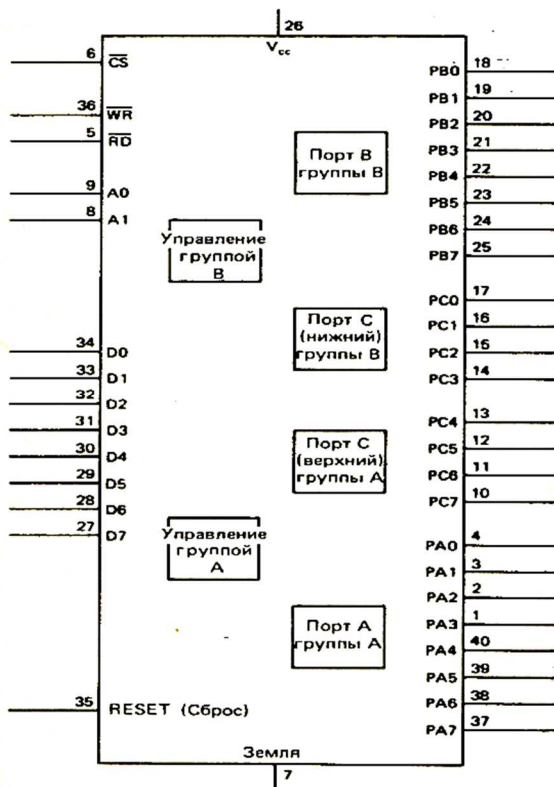 26
Vcc
6 CS
36 WR
5 RD
9 A0
8 A1
34 D0
33 D1
32 D2
31 D3
30 D4
29 D5
28 D6
27 D7
35 RESET (Сброс)
Управление
группой
В
Управление
группой
А
Порт В
группы В
Порт С
(нижний)
группы В
Порт С
(верхний)
группы А
Порт А
группы А
PB0 18
PB1 19
PB2 20
PB3 21
PB4 22
PB5 23
PB6 24
PB7 25
PC0 17
PC1 16
PC2 15
PC3 14
PC4 13
PC5 12
PC6 11
PC7 10
PA0 4
PA1 3
PA2 2
PA3 1
PA4 40
PA5 39
PA6 38
PA7 37
Земля
7